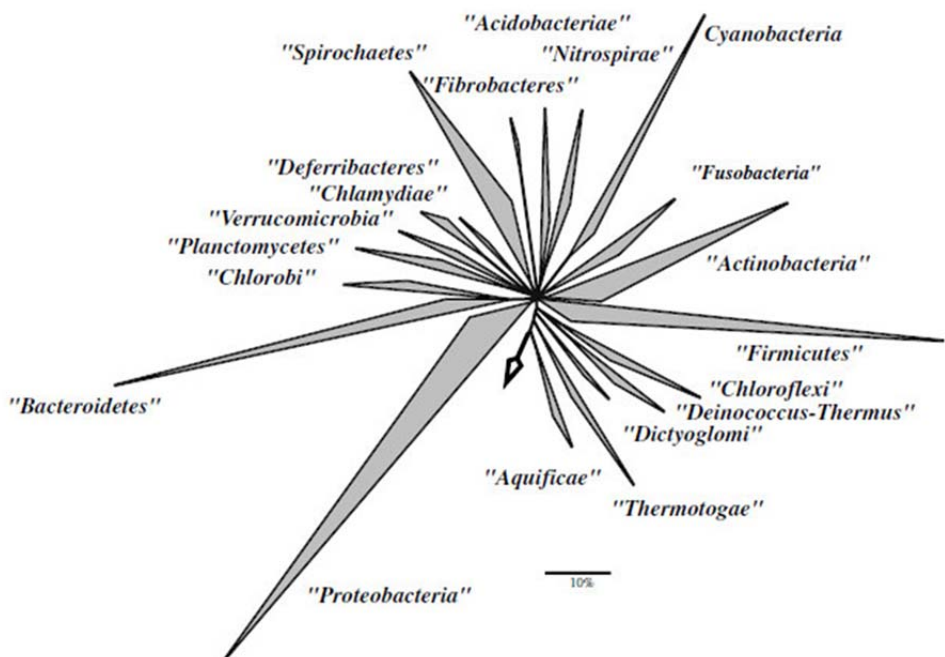 "Acidobacteriae"
Cyanobacteria
"Spirochaetes"
"Nitrospirae"
"Fibrobacteres"
"Deferribacteres"
"Fusobacteria"
"Chlamydiae"
"Verrucomicrobia"
"Planctomycetes"
"Actinobacteria"
"Chlorobi"
"Firmicutes"
"Chloroflexi"
"Bacteroidetes"
"Deinococcus-Thermus"
"Dictyoglomi"
"Aquificae"
"Thermotogae"
10%
"Proteobacteria"